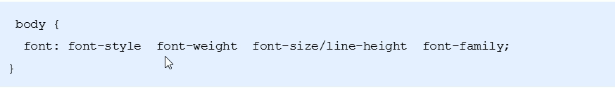 body {
font: font-style font-weight font-size/line-height font-family;
}